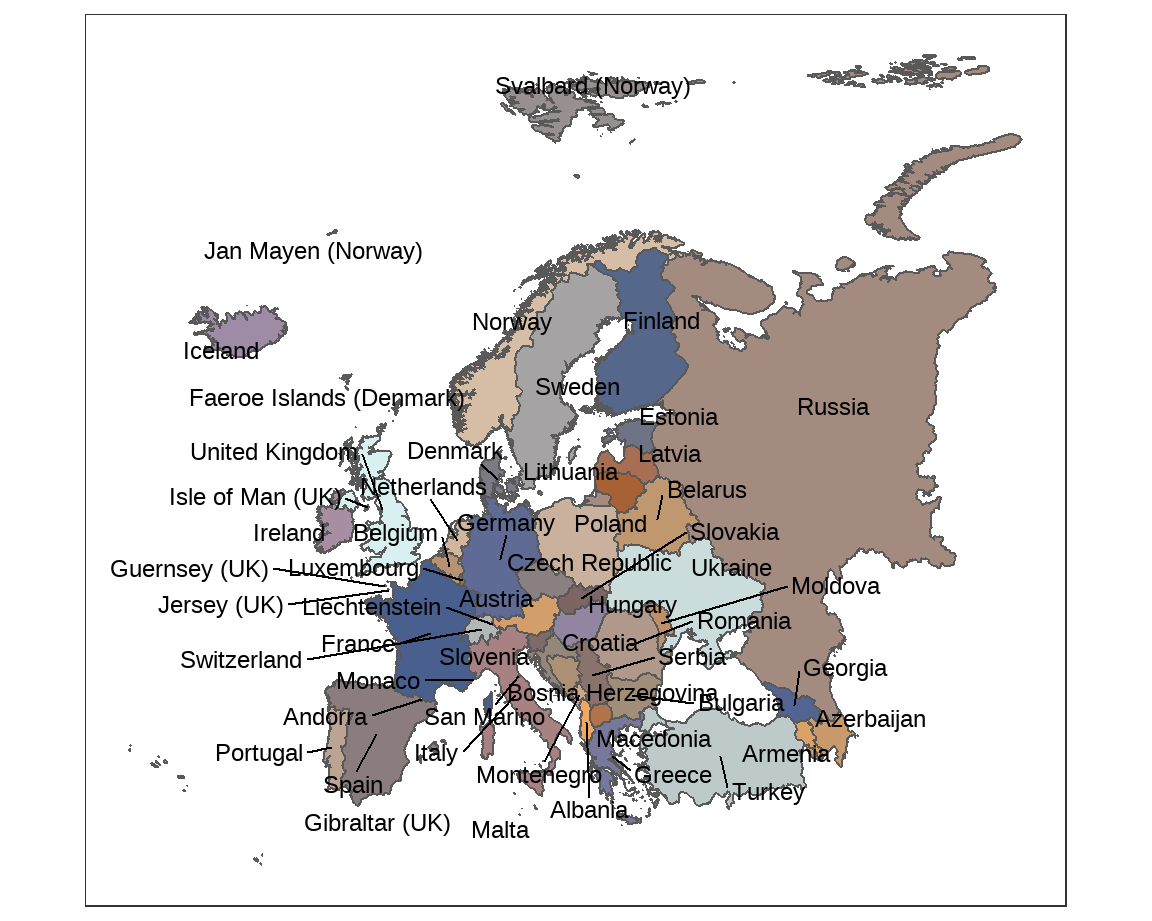 Svalbard (Norway)
Jan Mayen (Norway)
Norway
Finland
Iceland
Sweden
Faeroe Islands (Denmark)
Russia
Estonia
United Kingdom
Denmark
Latvia
Lithuania
Netherlands
Belarus
Isle of Man (UK)
Germany
Poland
Ireland
Belgium
Slovakia
Czech Republic
Guernsey (UK)
Luxembourg
Ukraine
Moldova
Austria
Jersey (UK)
Liechtenstein
Hungary
Romania
France
Croatia
Switzerland
Slovenia
Serbia
Georgia
Monaco
Bosnia Herzegovina
Bulgaria
Andorra
San Marino
Azerbaijan
Macedonia
Portugal
Italy
Armenia
Montenegro
Greece
Spain
Turkey
Albania
Gibraltar (UK)
Malta